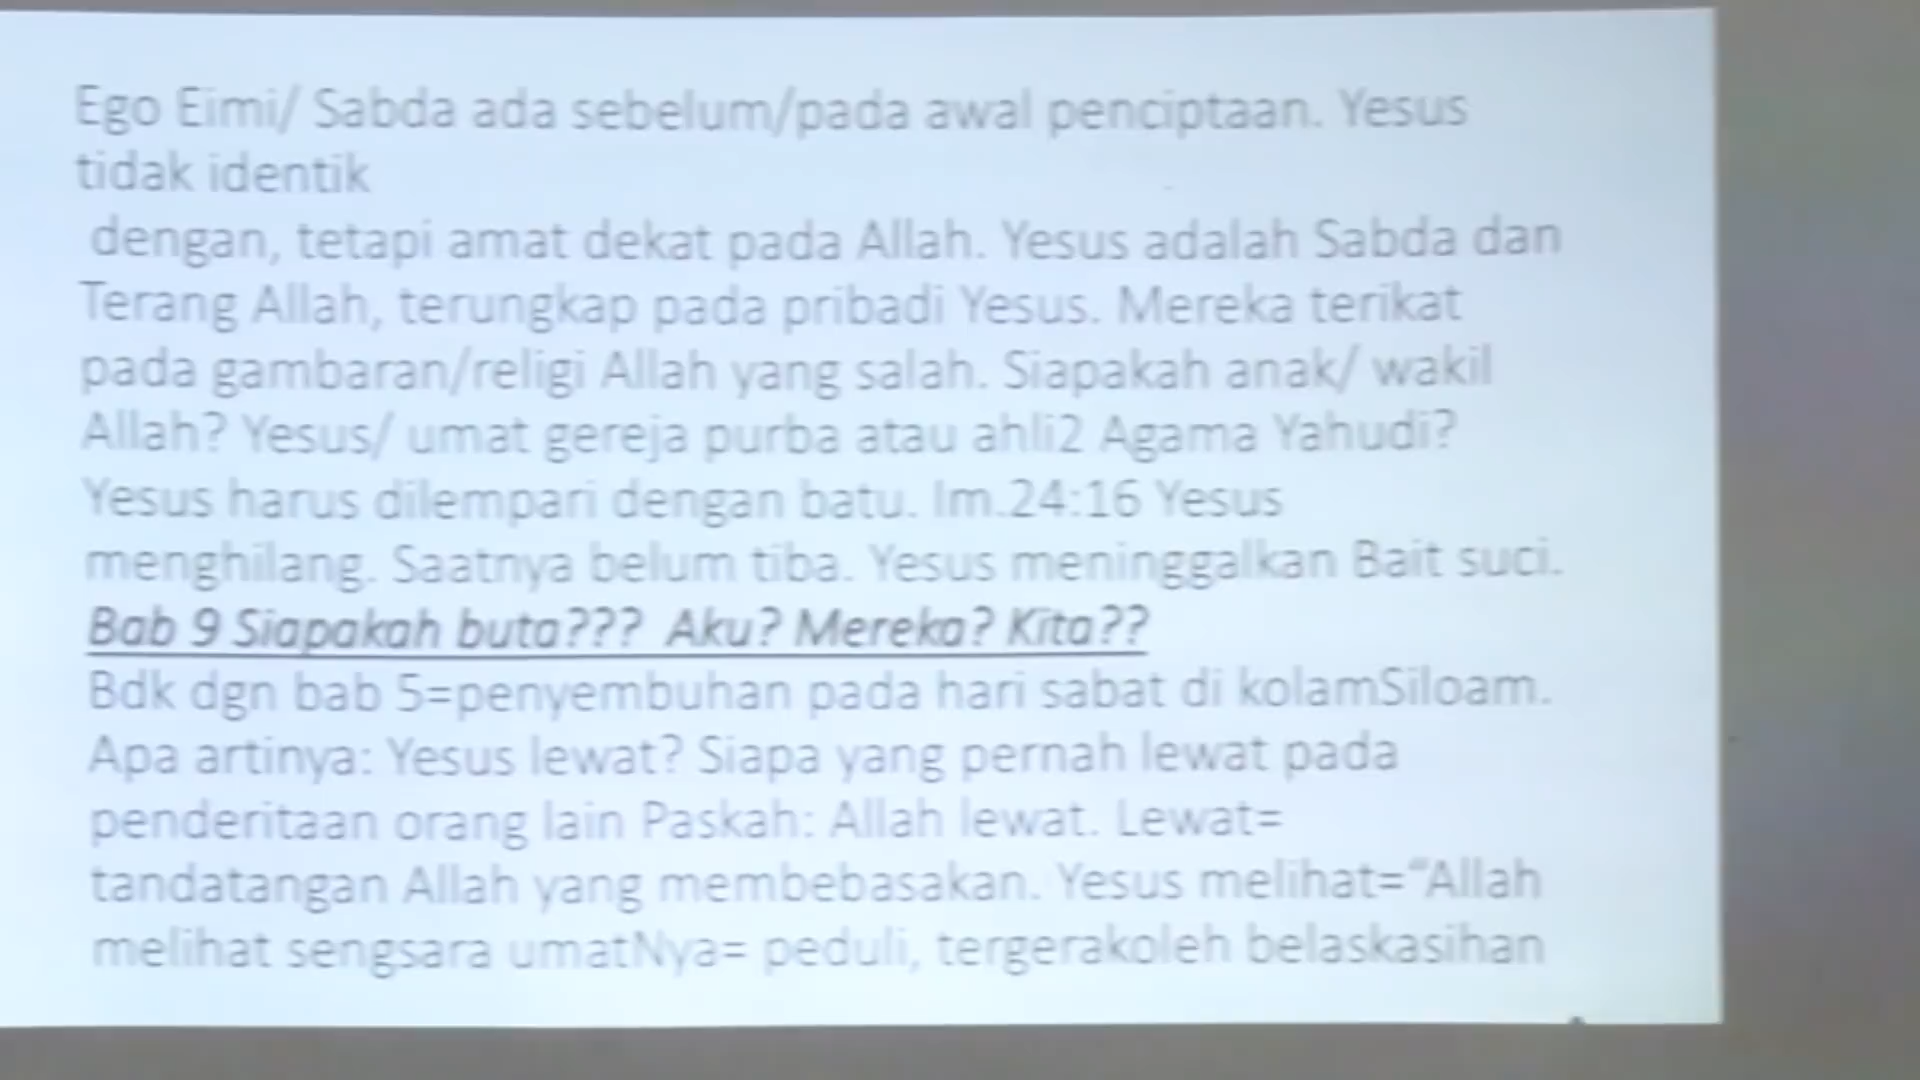 Ego Eimi/ Sabda ada sebelum/pada awal penciptaan. Yesus
tidak identik
dengan, tetapi amat dekat pada Allah. Yesus adalah Sabda dan
Terang Allah, terungkap pada pribadi Yesus. Mereka terikat
pada gambaran/religi Allah yang salah. Siapakah anak/ wakil
Allah? Yesus/ umat gereja purba atau ahli2 Agama Yahudi?
Yesus harus dilempari dengan batu. Im.24:16 Yesus
menghilang. Saatnya belum tiba. Yesus meninggalkan Bait suci.
Bab 9 Siapakah buta??? Aku? Mereka? Kita??
Bdk dgn bab 5=penyembuhan pada hari sabat di kolamSiloam.
Apa artinya: Yesus lewat? Siapa yang pernah lewat pada
penderitaan orang lain Paskah: Allah lewat. Lewat=
tandatangan Allah yang membebasakan. Yesus melihat=“Allah
melihat sengsara umatNya= peduli, tergerakoleh belaskasihan